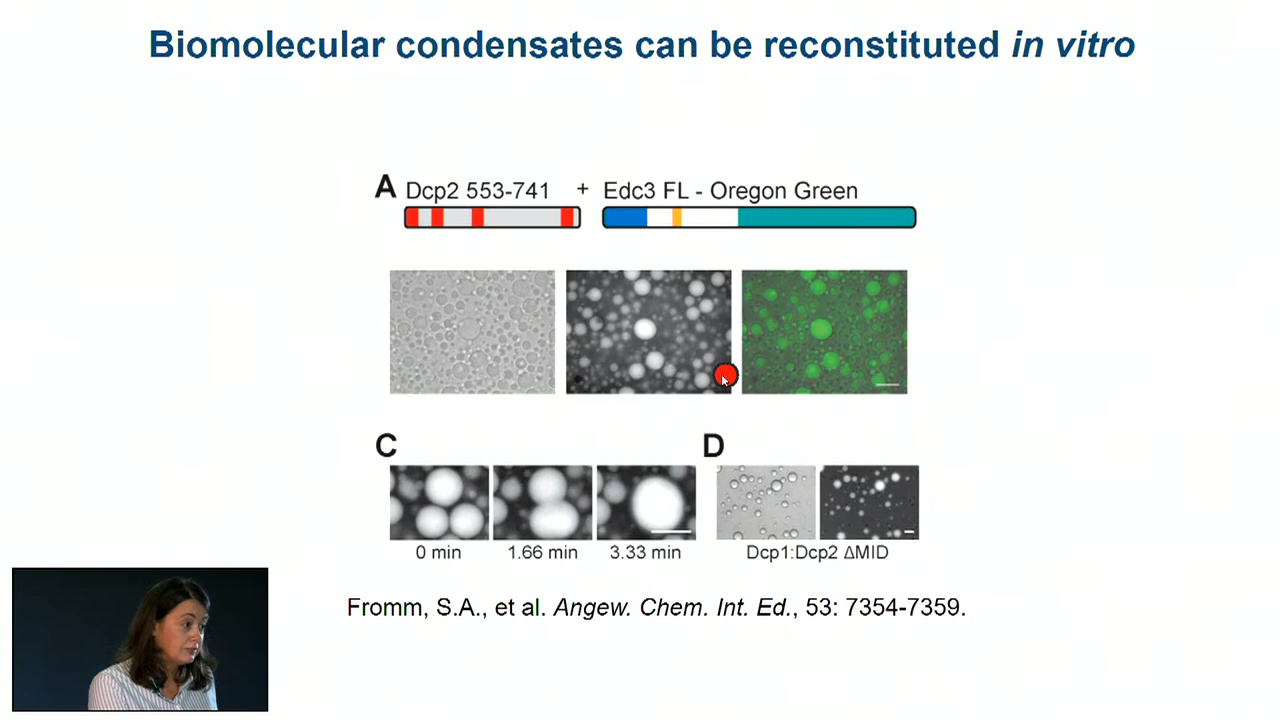 Biomolecular condensates can be reconstituted in vitro
A Dcp2 553-741 + Edc3 FL - Oregon Green
C D
0 min 1.66 min 3.33 min Dcp1:Dcp2 ΔMID
Fromm, S.A., et al. Angew. Chem. Int. Ed., 53: 7354-7359.